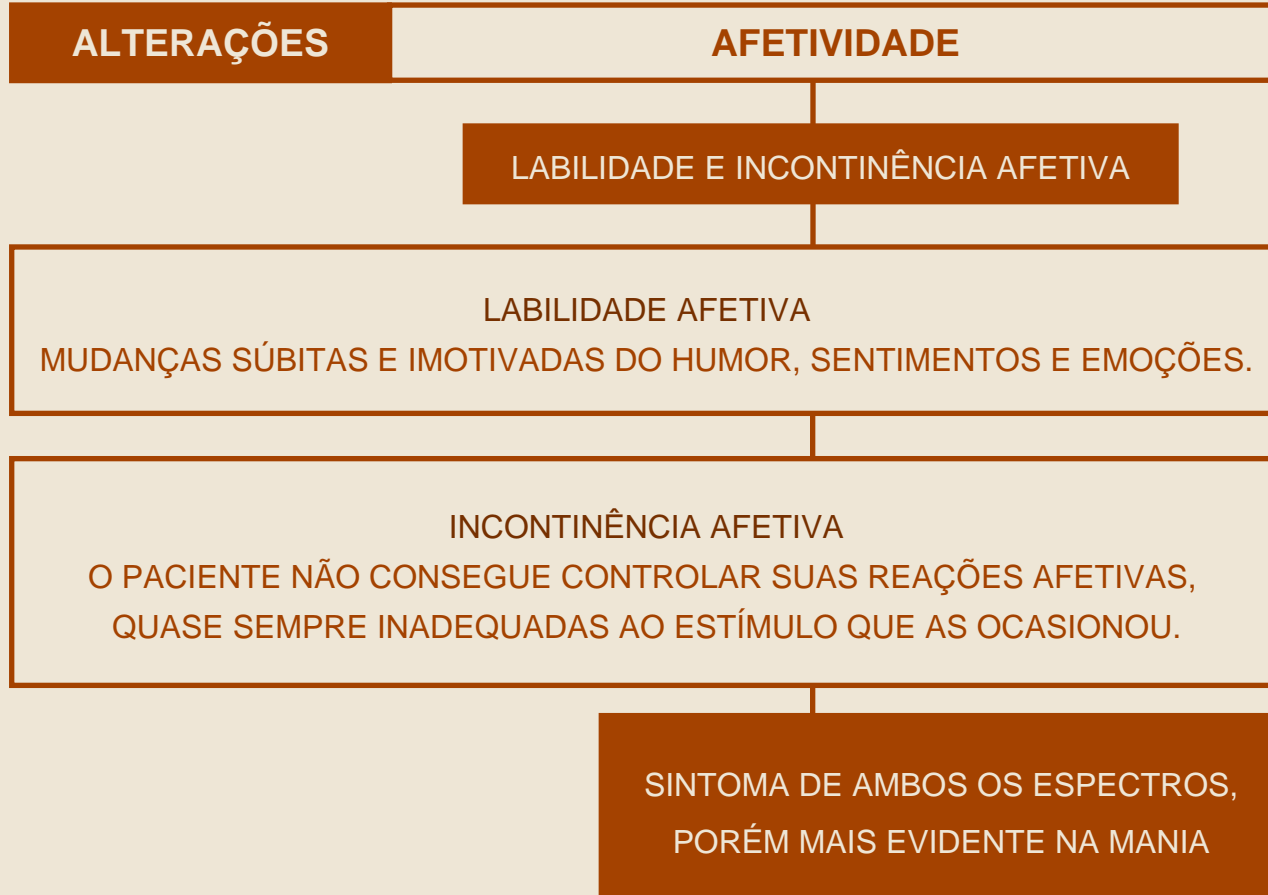 ALTERAÇÕES
AFETIVIDADE
LABILIDADE E INCONTINÊNCIA AFETIVA
LABILIDADE AFETIVA
MUDANÇAS SÚBITAS E IMOTIVADAS DO HUMOR, SENTIMENTOS E EMOÇÕES.
INCONTINÊNCIA AFETIVA
O PACIENTE NÃO CONSEGUE CONTROLAR SUAS REAÇÕES AFETIVAS,
QUASE SEMPRE INADEQUADAS AO ESTÍMULO QUE AS OCASIONOU.
SINTOMA DE AMBOS OS ESPECTROS,
PORÉM MAIS EVIDENTE NA MANIA